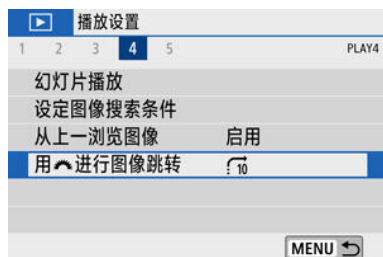 播放设置
1 2 3 4 5 PLAY4
幻灯片播放
设定图像搜索条件
从上一浏览图像 启用
用进行图像跳转 10
MENU